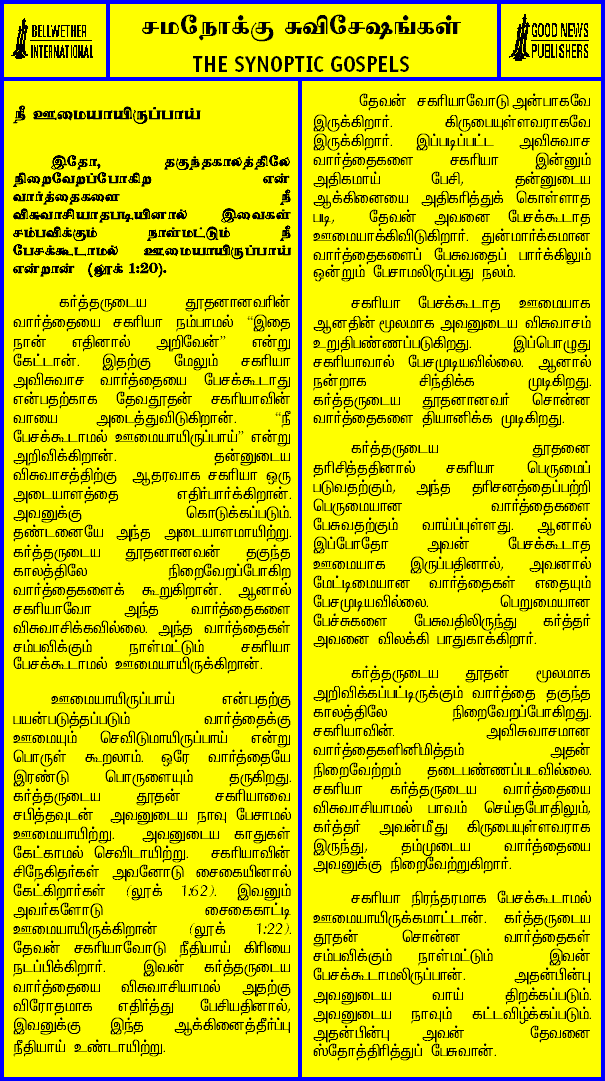 BELLWETHER
INTERNATIONAL
சமநோக்கு சுவிசேஷங்கள்
THE SYNOPTIC GOSPELS
GOOD NEWS
PUBLISHERS
நீ ஊமையாயிருப்பாய்
இதோ, தகுந்தகாலத்திலே
நிறைவேறப்போகிற என்
வார்த்தைகளை நீ
விசுவாசியாதபடியினால் இவைகள்
சம்பவிக்கும் நாள்மட்டும் நீ
பேசக்கூடாமல் ஊமையாயிருப்பாய்
என்றான் (லூக் 1:20).
கர்த்தருடைய தூதனானவரின்
வார்த்தையை சகரியா நம்பாமல் “இதை
நான் எதினால் அறிவேன்” என்று
கேட்டான். இதற்கு மேலும் சகரியா
அவிசுவாச வார்த்தையை பேசக்கூடாது
என்பதற்காக தேவதூதன் சகரியாவின்
வாயை அடைத்துவிடுகிறான். “நீ
பேசக்கூடாமல் ஊமையாயிருப்பாய்” என்று
அறிவிக்கிறான். தன்னுடைய
விசுவாசத்திற்கு ஆதரவாக சகரியா ஒரு
அடையாளத்தை எதிர்பார்க்கிறான்.
அவனுக்கு கொடுக்கப்படும்.
தண்டனையே அந்த அடையாளமாயிற்று.
கர்த்தருடைய தூதனானவன் தகுந்த
காலத்திலே நிறைவேறப்போகிற
வார்த்தைகளைக் கூறுகிறான். ஆனால்
சகரியாவோ அந்த வார்த்தைகளை
விசுவாசிக்கவில்லை. அந்த வார்த்தைகள்
சம்பவிக்கும் நாள்மட்டும் சகரியா
பேசக்கூடாமல் ஊமையாயிருக்கிறான்.
ஊமையாயிருப்பாய் என்பதற்கு
பயன்படுத்தப்படும் வார்த்தைக்கு
ஊமையும் செவிடுமாயிருப்பாய் என்று
பொருள் கூறலாம். ஒரே வார்த்தையே
இரண்டு பொருளையும் தருகிறது.
கர்த்தருடைய தூதன் சகரியாவை
சபித்தவுடன் அவனுடைய நாவு பேசாமல்
ஊமையாயிற்று. அவனுடைய காதுகள்
கேட்காமல் செவிடாயிற்று. சகரியாவின்
சிநேகிதர்கள் அவனோடு சைகையினால்
கேட்கிறார்கள் (லூக் 1:62). இவனும்
அவர்களோடு சைகைகாட்டி
ஊமையாயிருக்கிறான் (லூக் 1:22).
தேவன் சகரியாவோடு நீதியாய் கிரியை
நடப்பிக்கிறார். இவன் கர்த்தருடைய
வார்த்தையை விசுவாசியாமல் அதற்கு
விரோதமாக எதிர்த்து பேசியதினால்,
இவனுக்கு இந்த ஆக்கினைத்தீர்ப்பு
நீதியாய் உண்டாயிற்று.
தேவன் சகரியாவோடு அன்பாகவே
இருக்கிறார். கிருபையுள்ளவராகவே
இருக்கிறார். இப்படிப்பட்ட அவிசுவாச
வார்த்தைகளை சகரியா இன்னும்
அதிகமாய் பேசி, தன்னுடைய
ஆக்கினையை அதிகரித்துக் கொள்ளாத
படி, தேவன் அவனை பேசக்கூடாத
ஊமையாக்கிவிடுகிறார். துன்மார்க்கமான
வார்த்தைகளைப் பேசுவதைப் பார்க்கிலும்
ஒன்றும் பேசாமலிருப்பது நலம்.
சகரியா பேசக்கூடாத ஊமையாக
ஆனதின் மூலமாக அவனுடைய விசுவாசம்
உறுதிபண்ணப்படுகிறது. இப்பொழுது
சகரியாவால் பேசமுடியவில்லை. ஆனால்
நன்றாக சிந்திக்க முடிகிறது.
கர்த்தருடைய தூதனானவர் சொன்ன
வார்த்தைகளை தியானிக்க முடிகிறது.
கர்த்தருடைய தூதனை
தரிசித்ததினால் சகரியா பெருமைப்
படுவதற்கும், அந்த தரிசனத்தைப்பற்றி
பெருமையான வார்த்தைகளை
பேசுவதற்கும் வாய்ப்புள்ளது. ஆனால்
இப்போதோ அவன் பேசக்கூடாத
ஊமையாக இருப்பதினால், அவனால்
மேட்டிமையான வார்த்தைகள் எதையும்
பேசமுடியவில்லை. பெறுமையான
பேச்சுகளை பேசுவதிலிருந்து கர்த்தர்
அவனை விலக்கி பாதுகாக்கிறார்.
கர்த்தருடைய தூதன் மூலமாக
அறிவிக்கப்பட்டிருக்கும் வார்த்தை தகுந்த
காலத்திலே நிறைவேறப்போகிறது.
சகரியாவின். அவிசுவாசமான
வார்த்தைகளினிமித்தம் அதன்
நிறைவேற்றம் தடைபண்ணப்படவில்லை.
சகரியா கர்த்தருடைய வார்த்தையை
விசுவாசியாமல் பாவம் செய்தபோதிலும்,
கர்த்தர் அவன்மீது கிருபையுள்ளவராக
இருந்து, தம்முடைய வார்த்தையை
அவனுக்கு நிறைவேற்றுகிறார்.
சகரியா நிரந்தரமாக பேசக்கூடாமல்
ஊமையாயிருக்கமாட்டான். கர்த்தருடைய
தூதன் சொன்ன வார்த்தைகள்
சம்பவிக்கும் நாள்மட்டும் இவன்
பேசக்கூடாமலிருப்பான். அதன்பின்பு
அவனுடைய வாய் திறக்கப்படும்.
அவனுடைய நாவும் கட்டவிழ்க்கப்படும்.
அதன்பின்பு அவன் தேவனை
ஸ்தோத்திரித்துப் பேசுவான்.